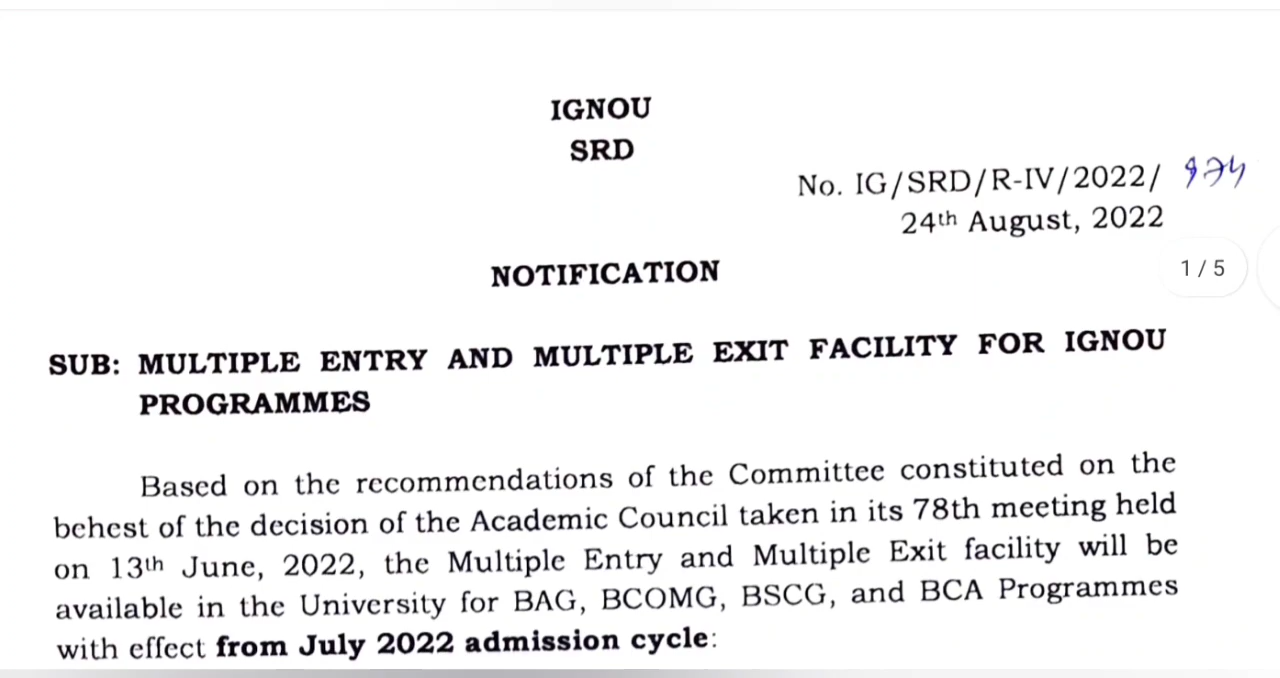 IGNOU
SRD
No. IG/SRD/R-IV/2022/ 974
24th August, 2022
NOTIFICATION
1 / 5
SUB: MULTIPLE ENTRY AND MULTIPLE EXIT FACILITY FOR IGNOU
PROGRAMMES
Based on the recommendations of the Committee constituted on the
behest of the decision of the Academic Council taken in its 78th meeting held
on 13th June, 2022, the Multiple Entry and Multiple Exit facility will be
available in the University for BAG, BCOMG, BSCG, and BCA Programmes
with effect from July 2022 admission cycle: